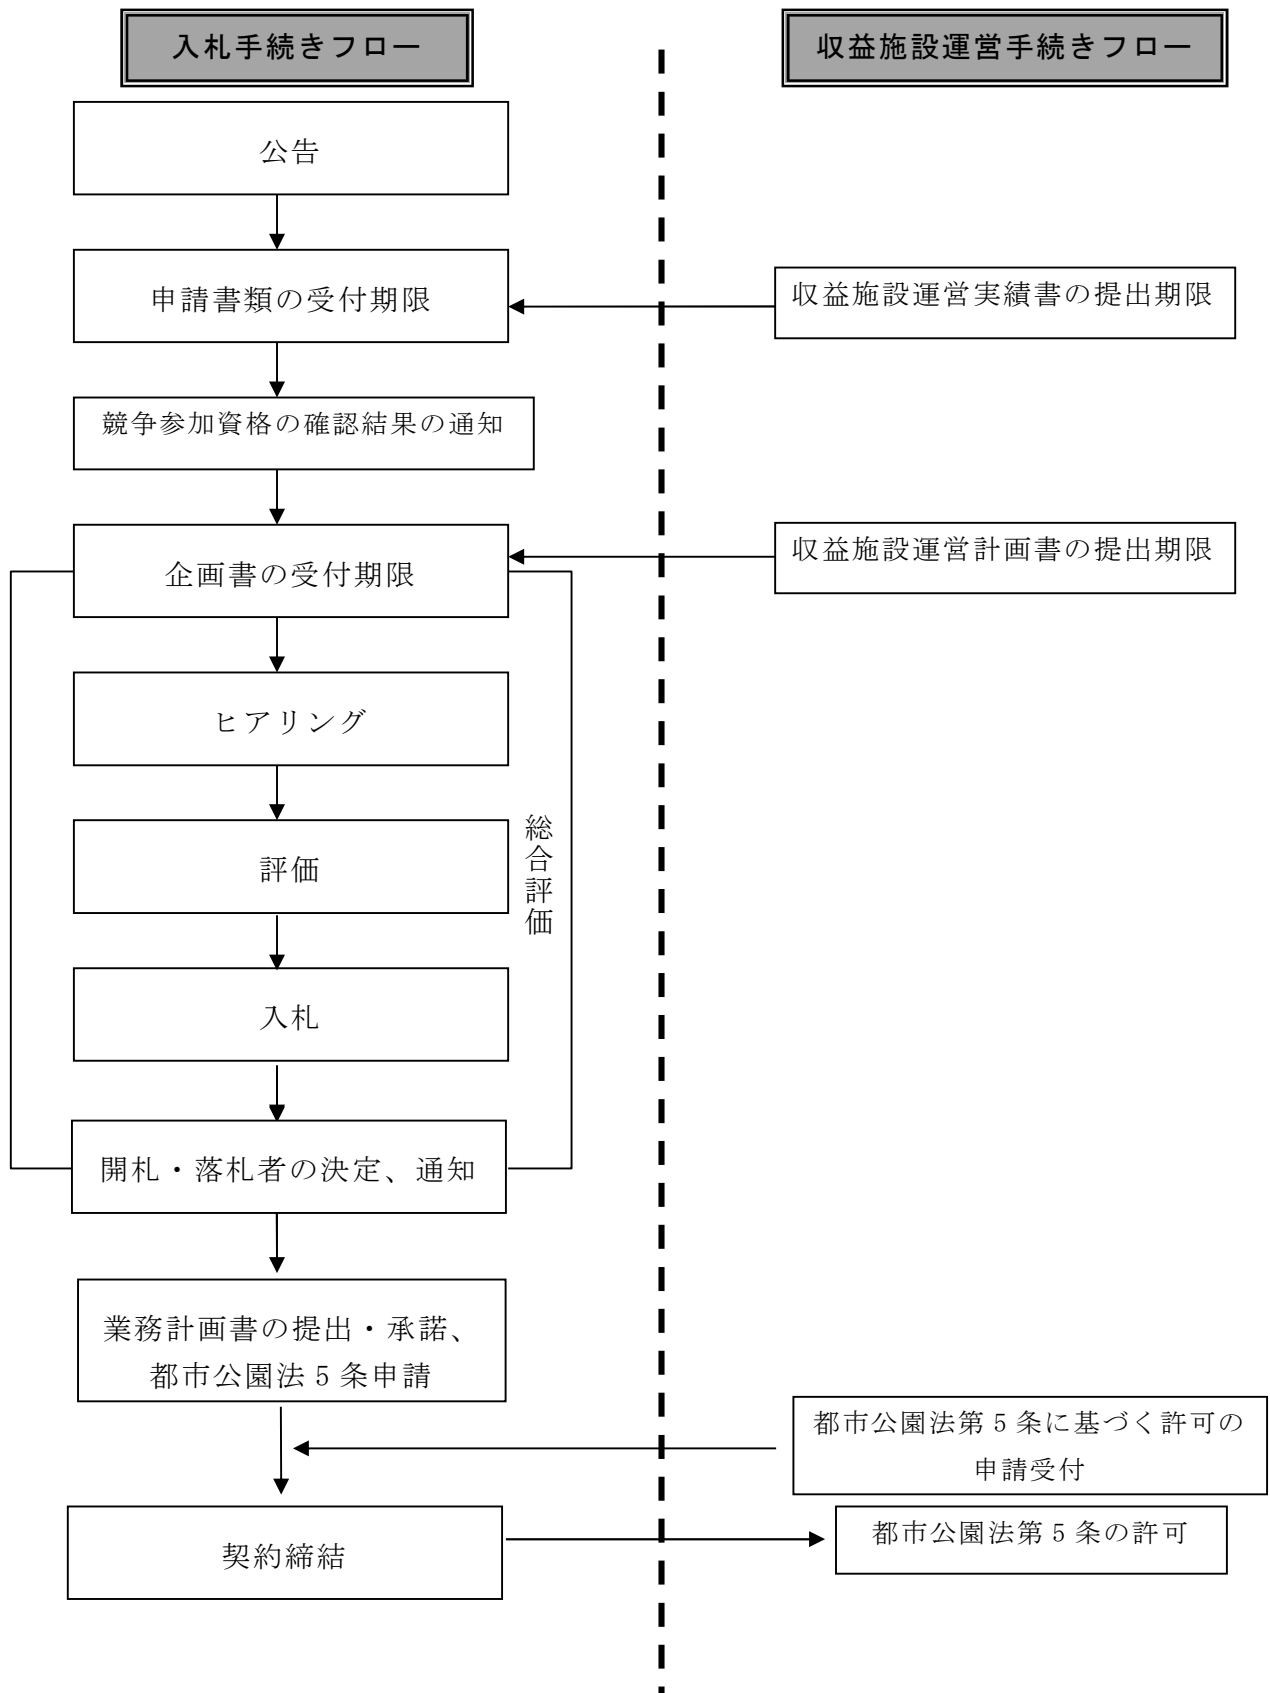 入札手続きフロー
収益施設運営手続きフロー
公告
申請書類の受付期限
収益施設運営実績書の提出期限
競争参加資格の確認結果の通知
企画書の受付期限
収益施設運営計画書の提出期限
ヒアリング
評価
総合評価
入札
開札・落札者の決定、通知
業務計画書の提出・承諾、
都市公園法5条申請
都市公園法第5条に基づく許可の
申請受付
契約締結
都市公園法第5条の許可